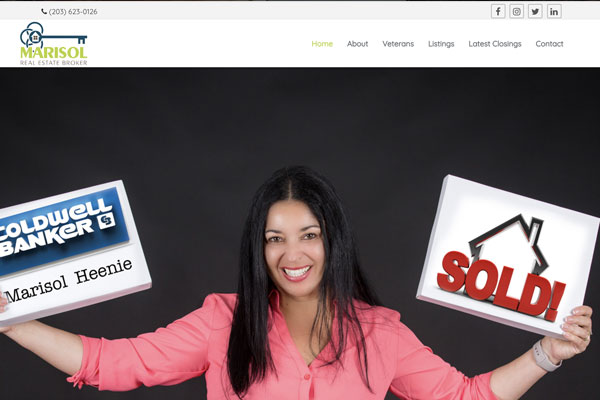 (203) 623-0126
MARISOL
REAL ESTATE BROKER
Home About Veterans Listings Latest Closings Contact
COLDWELL
BANKER CB
Marisol Heenie
SOLD!